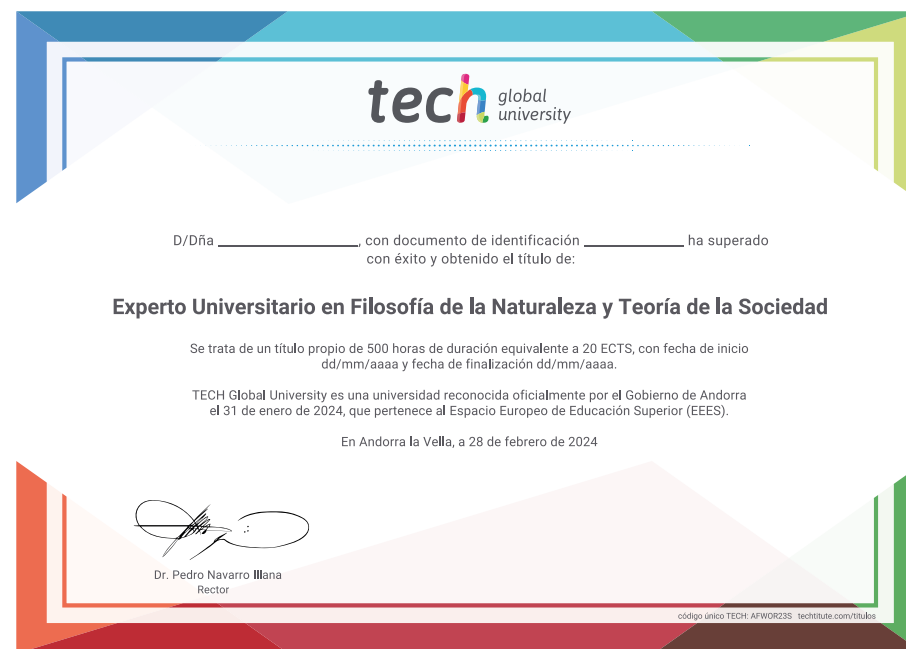 tech global
university
D/Dña ______________, con documento de identificación __________ ha superado
con éxito y obtenido el título de:
Experto Universitario en Filosofía de la Naturaleza y Teoría de la Sociedad
Se trata de un título propio de 500 horas de duración equivalente a 20 ECTS, con fecha de inicio
dd/mm/aaaa y fecha de finalización dd/mm/aaaa.
TECH Global University es una universidad reconocida oficialmente por el Gobierno de Andorra
el 31 de enero de 2024, que pertenece al Espacio Europeo de Educación Superior (EEES).
En Andorra la Vella, a 28 de febrero de 2024
Dr. Pedro Navarro Illana
Rector
código único TECH: AFWOR23S techtitute.com/titulos